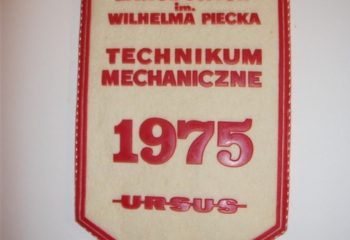 im.
WILHELMA PIECKA
TECHNIKUM
MECHANICZNE
1975
URSUS